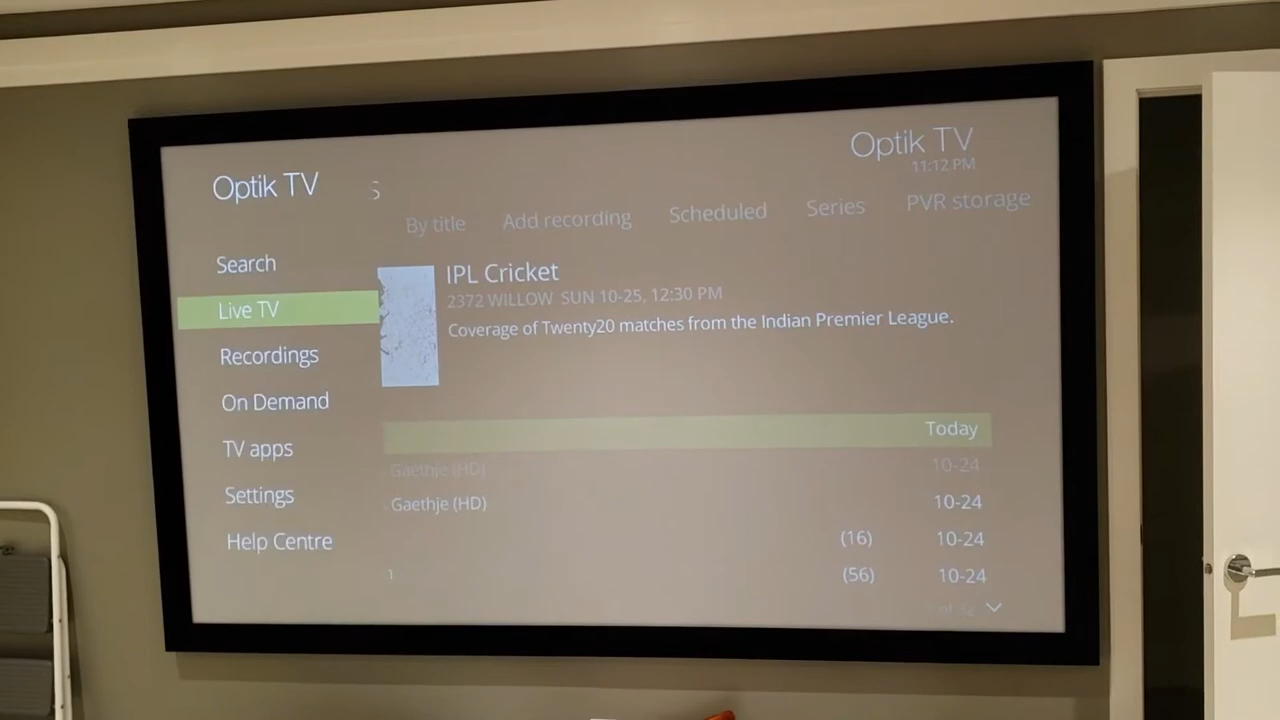 Optik TV
11:12 PM
Optik TV
S
By title Add recording Scheduled Series PVR storage
Search
Live TV
Recordings
On Demand
TV apps
Settings
Help Centre
IPL Cricket
2372 WILLOW SUN 10-25, 12:30 PM
Coverage of Twenty20 matches from the Indian Premier League.
Today
Gaethje (HD) 10-24
Gaethje (HD) 10-24
(16) 10-24
1 (56) 10-24